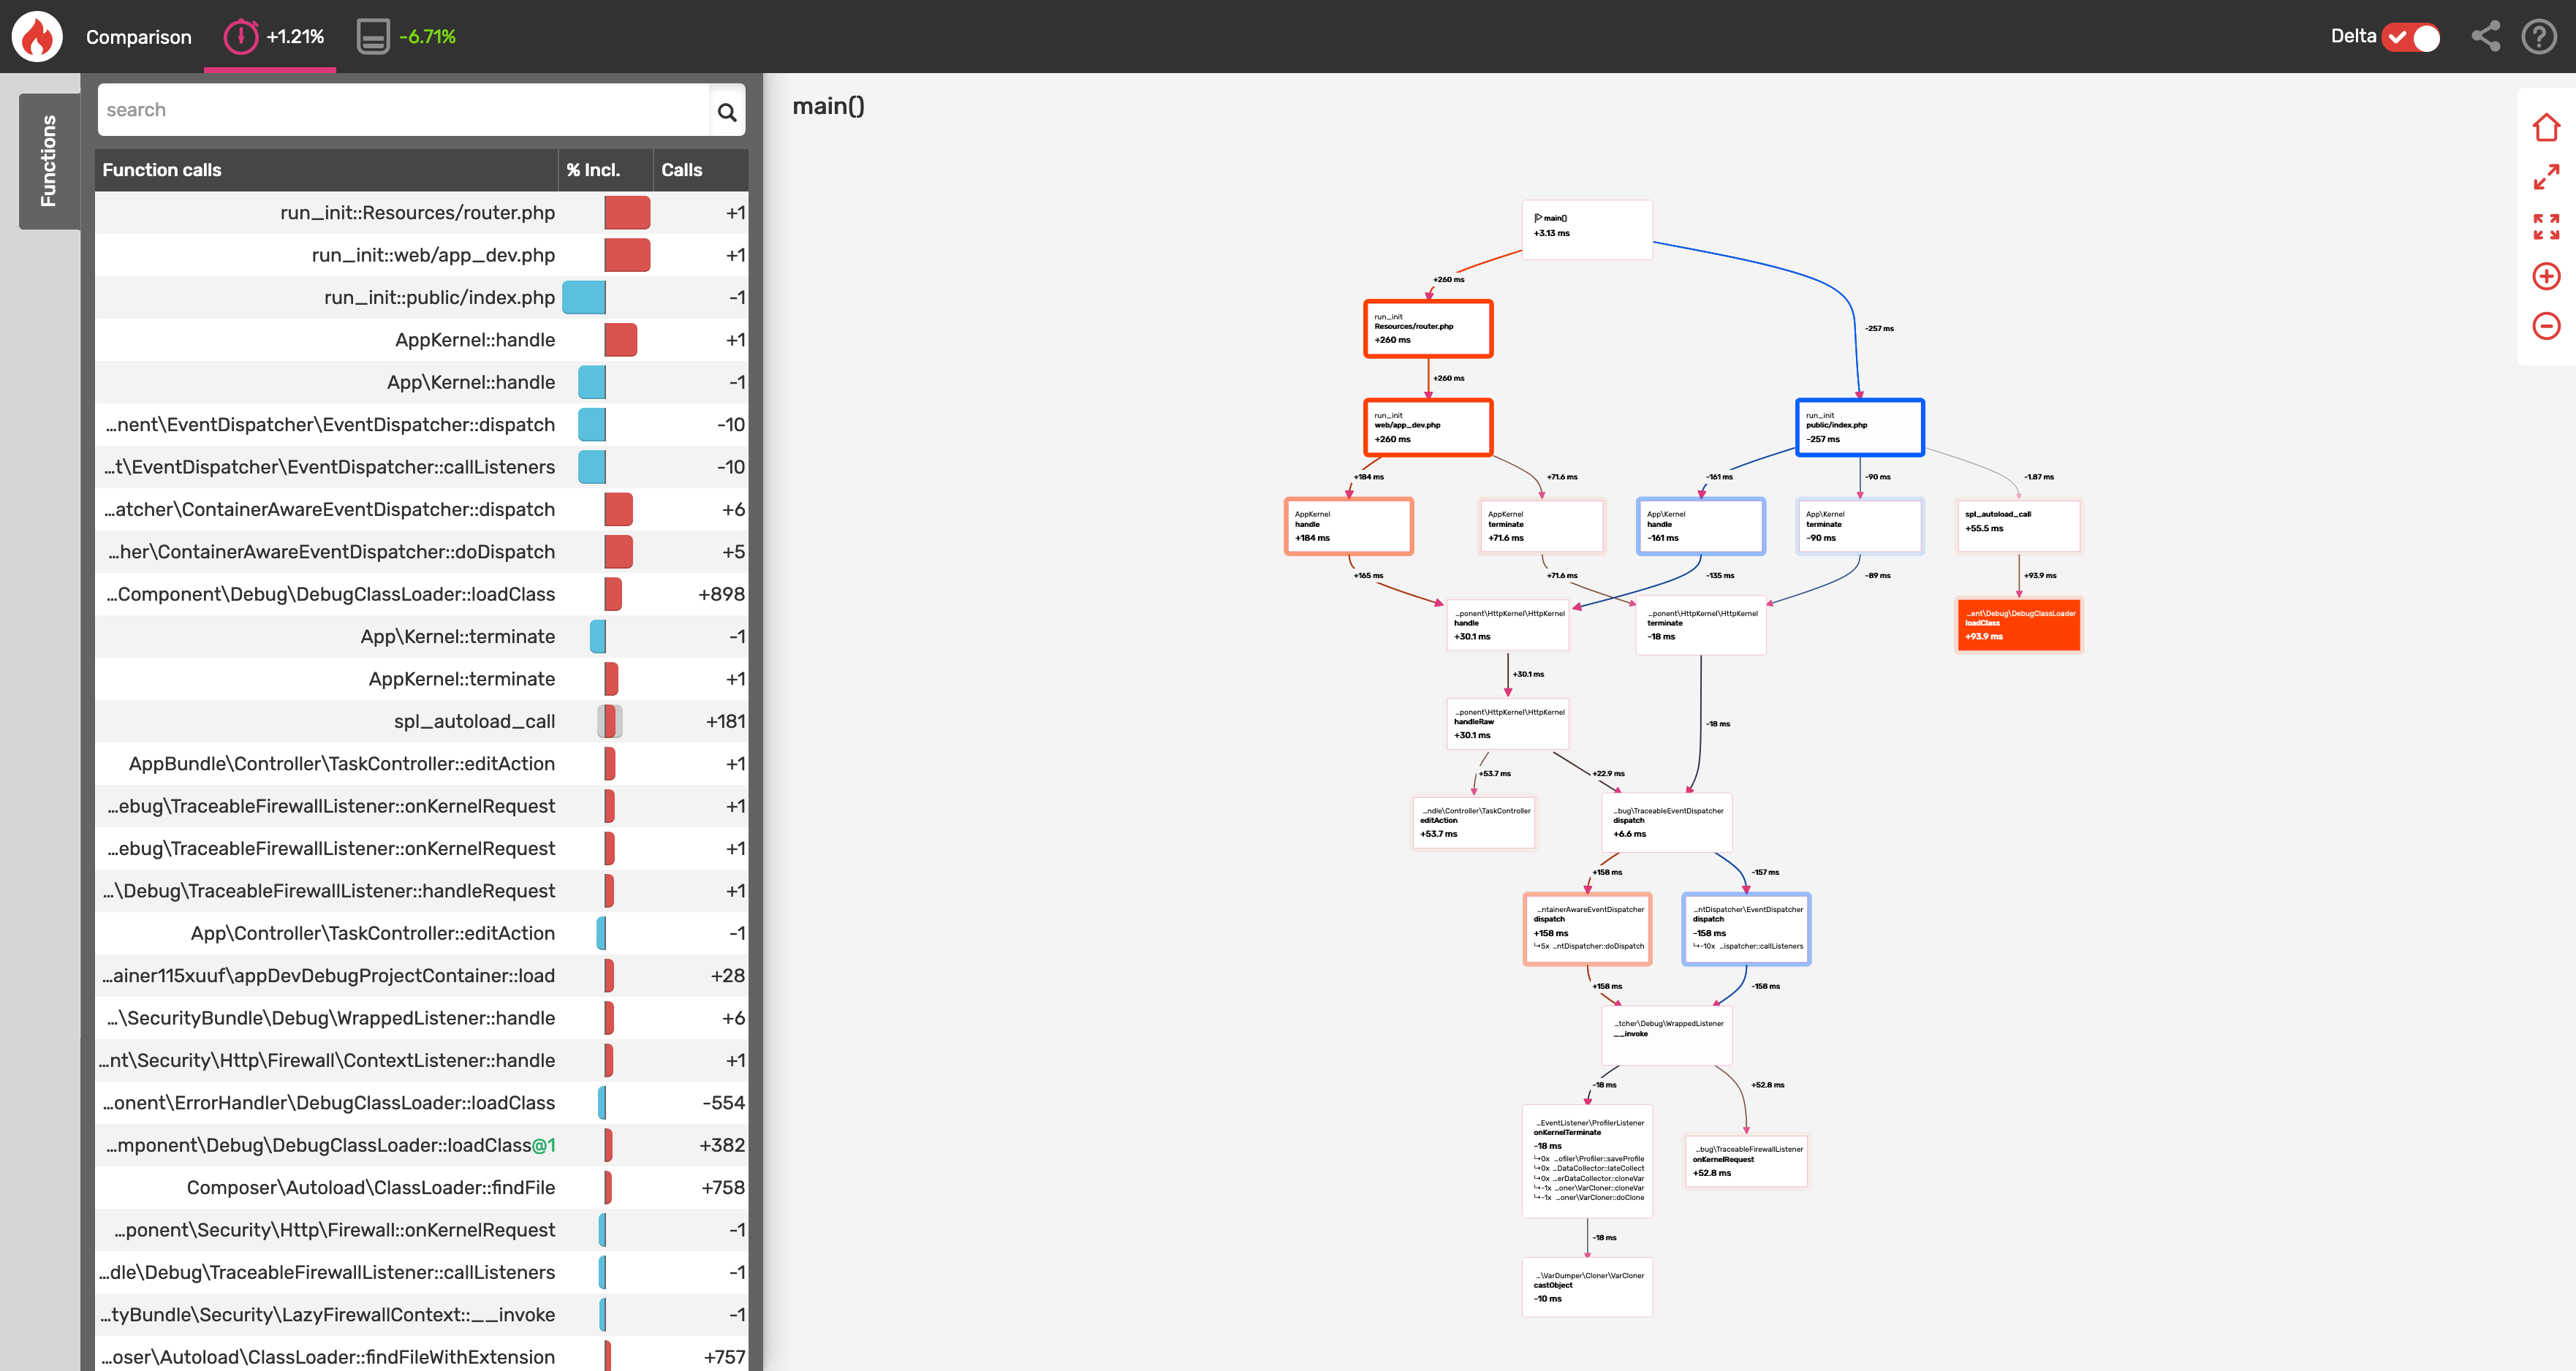 Comparison
+1.21%
-6.71%
Delta
Functions
search
Function calls % Incl. Calls
run_init::Resources/router.php +1
run_init::web/app_dev.php +1
run_init::public/index.php -1
AppKernel::handle +1
App\Kernel::handle -1
…nent\EventDispatcher\EventDispatcher::dispatch -10
…t\EventDispatcher\EventDispatcher::callListeners -10
…atcher\ContainerAwareEventDispatcher::dispatch +6
…her\ContainerAwareEventDispatcher::doDispatch +5
…Component\Debug\DebugClassLoader::loadClass +898
App\Kernel::terminate -1
AppKernel::terminate +1
spl_autoload_call +181
AppBundle\Controller\TaskController::editAction +1
…ebug\TraceableFirewallListener::onKernelRequest +1
…ebug\TraceableFirewallListener::onKernelRequest +1
…\Debug\TraceableFirewallListener::handleRequest +1
App\Controller\TaskController::editAction -1
…ainer115xuuf\appDevDebugProjectContainer::load +28
…\SecurityBundle\Debug\WrappedListener::handle +6
…nt\Security\Http\Firewall\ContextListener::handle +1
…onent\ErrorHandler\DebugClassLoader::loadClass -554
…mponent\Debug\DebugClassLoader::loadClass@1 +382
Composer\Autoload\ClassLoader::findFile +758
…ponent\Security\Http\Firewall::onKernelRequest -1
…dle\Debug\TraceableFirewallListener::callListeners -1
…tyBundle\Security\LazyFirewallContext::__invoke -1
…oser\Autoload\ClassLoader::findFileWithExtension +757
main()
main()
+3.13 ms
+260 ms
-257 ms
run_init
Resources/router.php
+260 ms
+260 ms
run_init
web/app_dev.php
+260 ms
run_init
public/index.php
-257 ms
+184 ms
+71.6 ms
-161 ms
-90 ms
-1.87 ms
AppKernel
handle
+184 ms
AppKernel
terminate
+71.6 ms
App\Kernel
handle
-161 ms
App\Kernel
terminate
-90 ms
spl_autoload_call
+55.5 ms
+165 ms
+71.6 ms
-135 ms
-89 ms
+93.9 ms
…ponent\HttpKernel\HttpKernel
handle
+30.1 ms
…ponent\HttpKernel\HttpKernel
terminate
-18 ms
…ent\Debug\DebugClassLoader
loadClass
+93.9 ms
+30.1 ms
…ponent\HttpKernel\HttpKernel
handleRaw
+30.1 ms
-18 ms
+53.7 ms
+22.9 ms
…ndle\Controller\TaskController
editAction
+53.7 ms
…bug\TraceableEventDispatcher
dispatch
+6.6 ms
+158 ms
-157 ms
…ntainerAwareEventDispatcher
dispatch
+158 ms
↳5x …ntDispatcher::doDispatch
…ntDispatcher\EventDispatcher
dispatch
-158 ms
↳-10x …ispatcher::callListeners
+158 ms
-158 ms
…tcher\Debug\WrappedListener
__invoke
-18 ms
+52.8 ms
…EventListener\ProfilerListener
onKernelTerminate
-18 ms
↳0x …ofiler\Profiler::saveProfile
↳0x …DataCollector::lateCollect
↳0x …erDataCollector::cloneVar
↳-1x …oner\VarCloner::cloneVar
↳-1x …oner\VarCloner::doClone
…bug\TraceableFirewallListener
onKernelRequest
+52.8 ms
-18 ms
…\VarDumper\Cloner\VarCloner
castObject
-10 ms